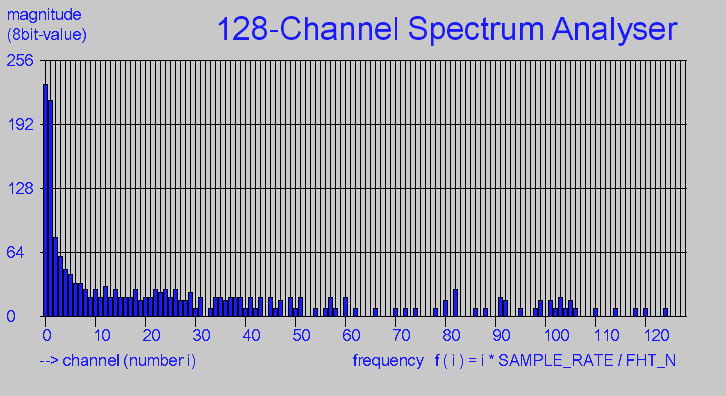 magnitude
(8bit-value)
128-Channel Spectrum Analyser
256
192
128
64
0
0 10 20 30 40 50 60 70 80 90 100 110 120
--> channel (number i)
frequency f ( i ) = i * SAMPLE_RATE / FHT_N